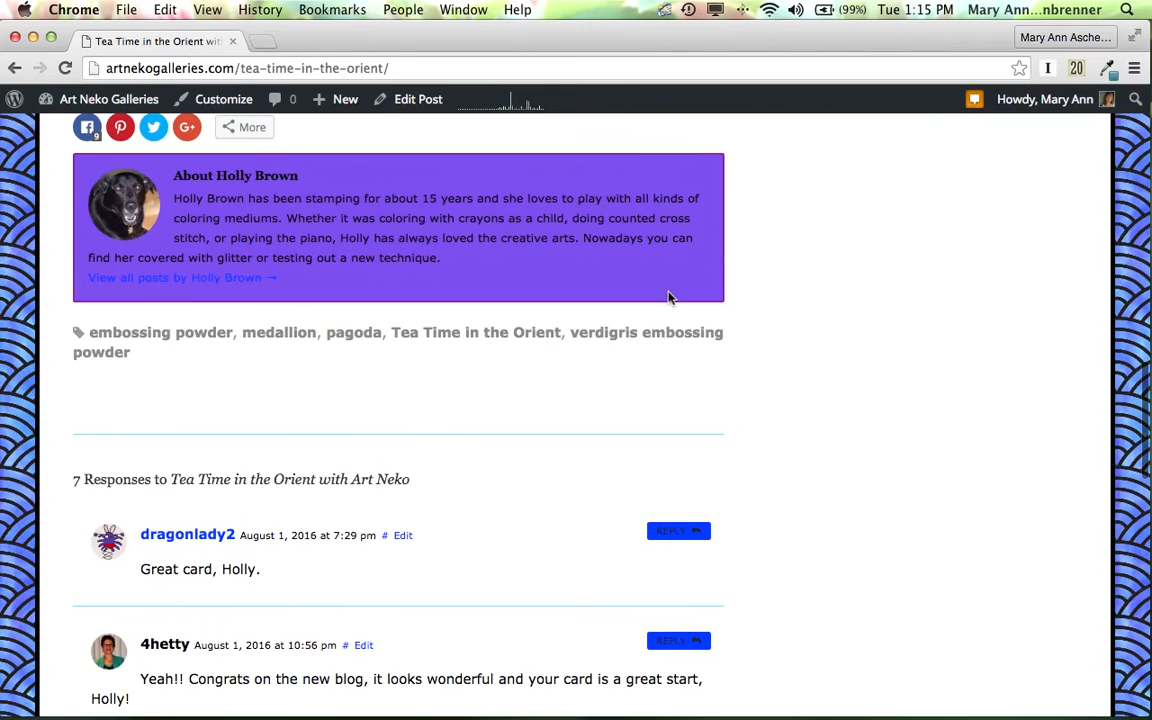 Chrome File Edit View History Bookmarks People Window Help (99%) Tue 1:15 PM Mary Ann...nbrenner
Tea Time in the Orient wit × Mary Ann Asche...
artnekogalleries.com/tea-time-in-the-orient/ 20
Art Neko Galleries Customize 0 New Edit Post Howdy, Mary Ann
9 More
About Holly Brown
Holly Brown has been stamping for about 15 years and she loves to play with all kinds of
coloring mediums. Whether it was coloring with crayons as a child, doing counted cross
stitch, or playing the piano, Holly has always loved the creative arts. Nowadays you can
find her covered with glitter or testing out a new technique.
View all posts by Holly Brown →
embossing powder, medallion, pagoda, Tea Time in the Orient, verdigris embossing
powder
7 Responses to Tea Time in the Orient with Art Neko
dragonlady2 August 1, 2016 at 7:29 pm # Edit REPLY
Great card, Holly.
4hetty August 1, 2016 at 10:56 pm # Edit REPLY
Yeah!! Congrats on the new blog, it looks wonderful and your card is a great start,
Holly!